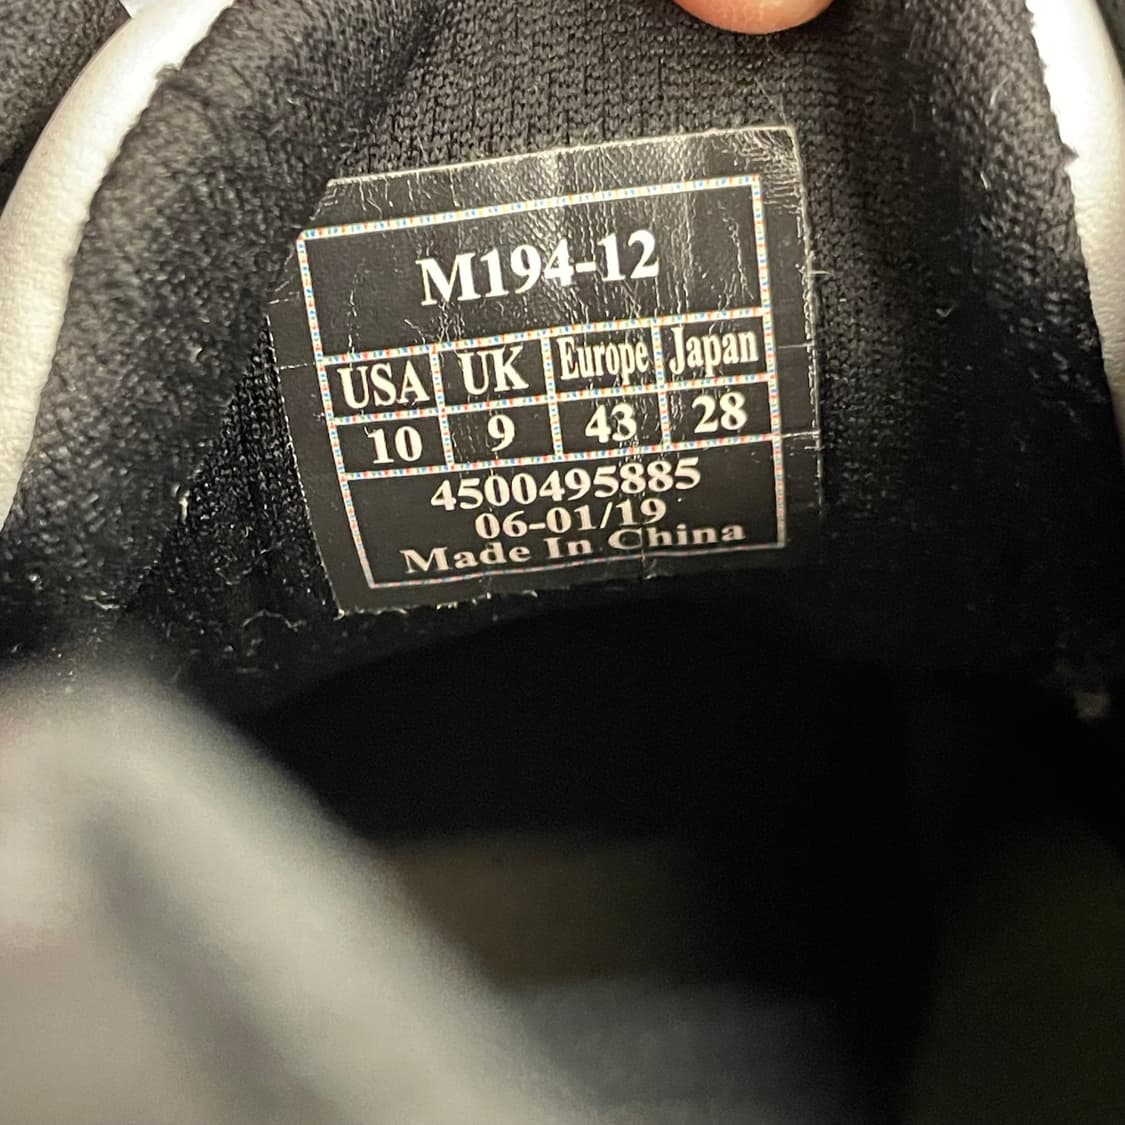 M194-12
USA UK Europe Japan
10 9 43 28
4500495885
06-01/19
Made In China